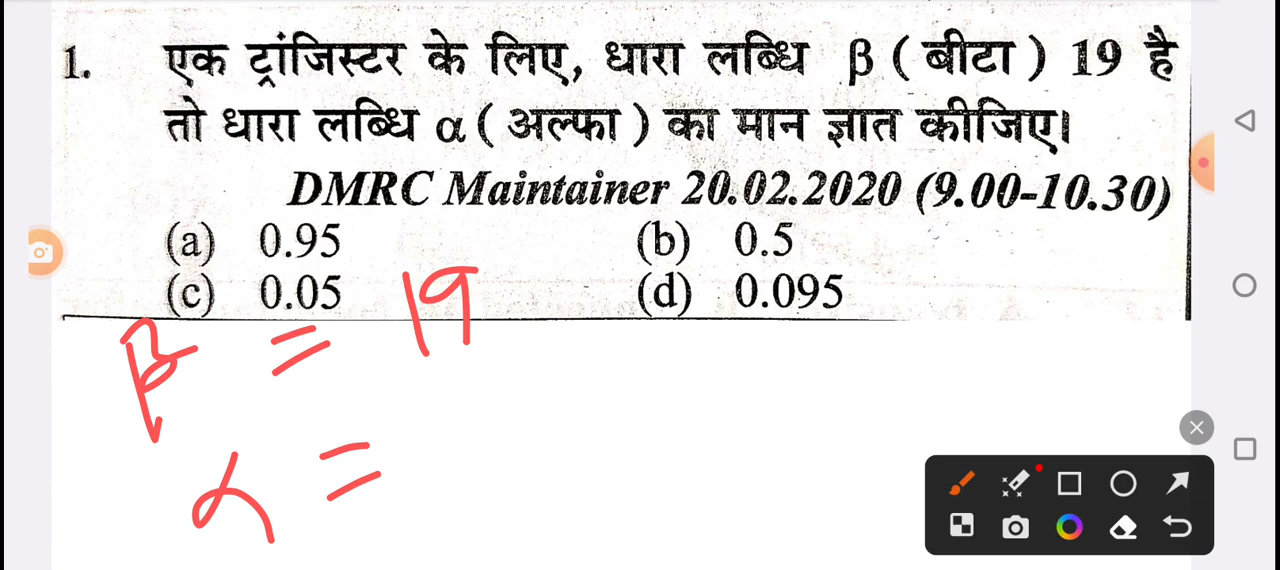 1. एक ट्रांजिस्टर के लिए, धारा लब्धि β ( बीटा ) 19 है
तो धारा लब्धि α ( अल्फा ) का मान ज्ञात कीजिए।
DMRC Maintainer 20.02.2020 (9.00-10.30)
(a) 0.95 (b) 0.5
(c) 0.05 (d) 0.095
β = 19
α =